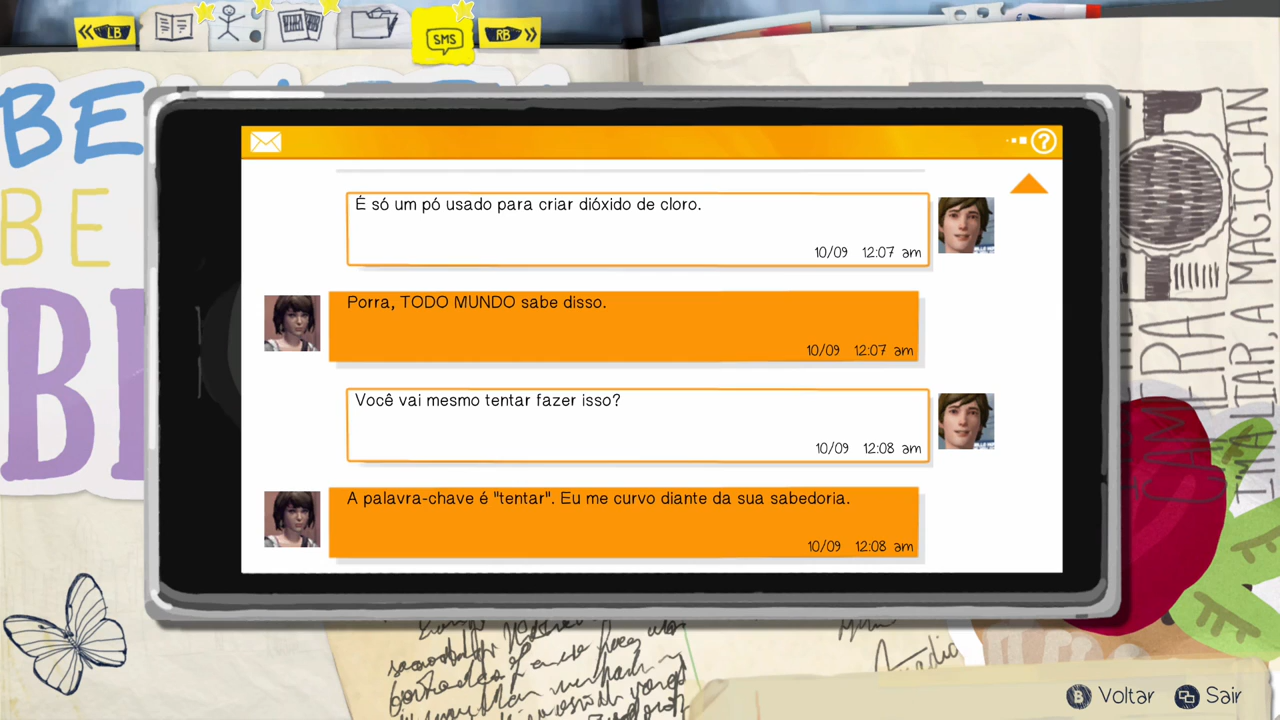 LB
SMS
RB
BE
BE
?
É só um pó usado para criar dióxido de cloro.
10/09 12:07 am
Porra, TODO MUNDO sabe disso.
10/09 12:07 am
Você vai mesmo tentar fazer isso?
10/09 12:08 am
A palavra-chave é "tentar". Eu me curvo diante da sua sabedoria.
10/09 12:08 am
CAMERA
LTAR, A MAGICIAN
B Voltar
Sair